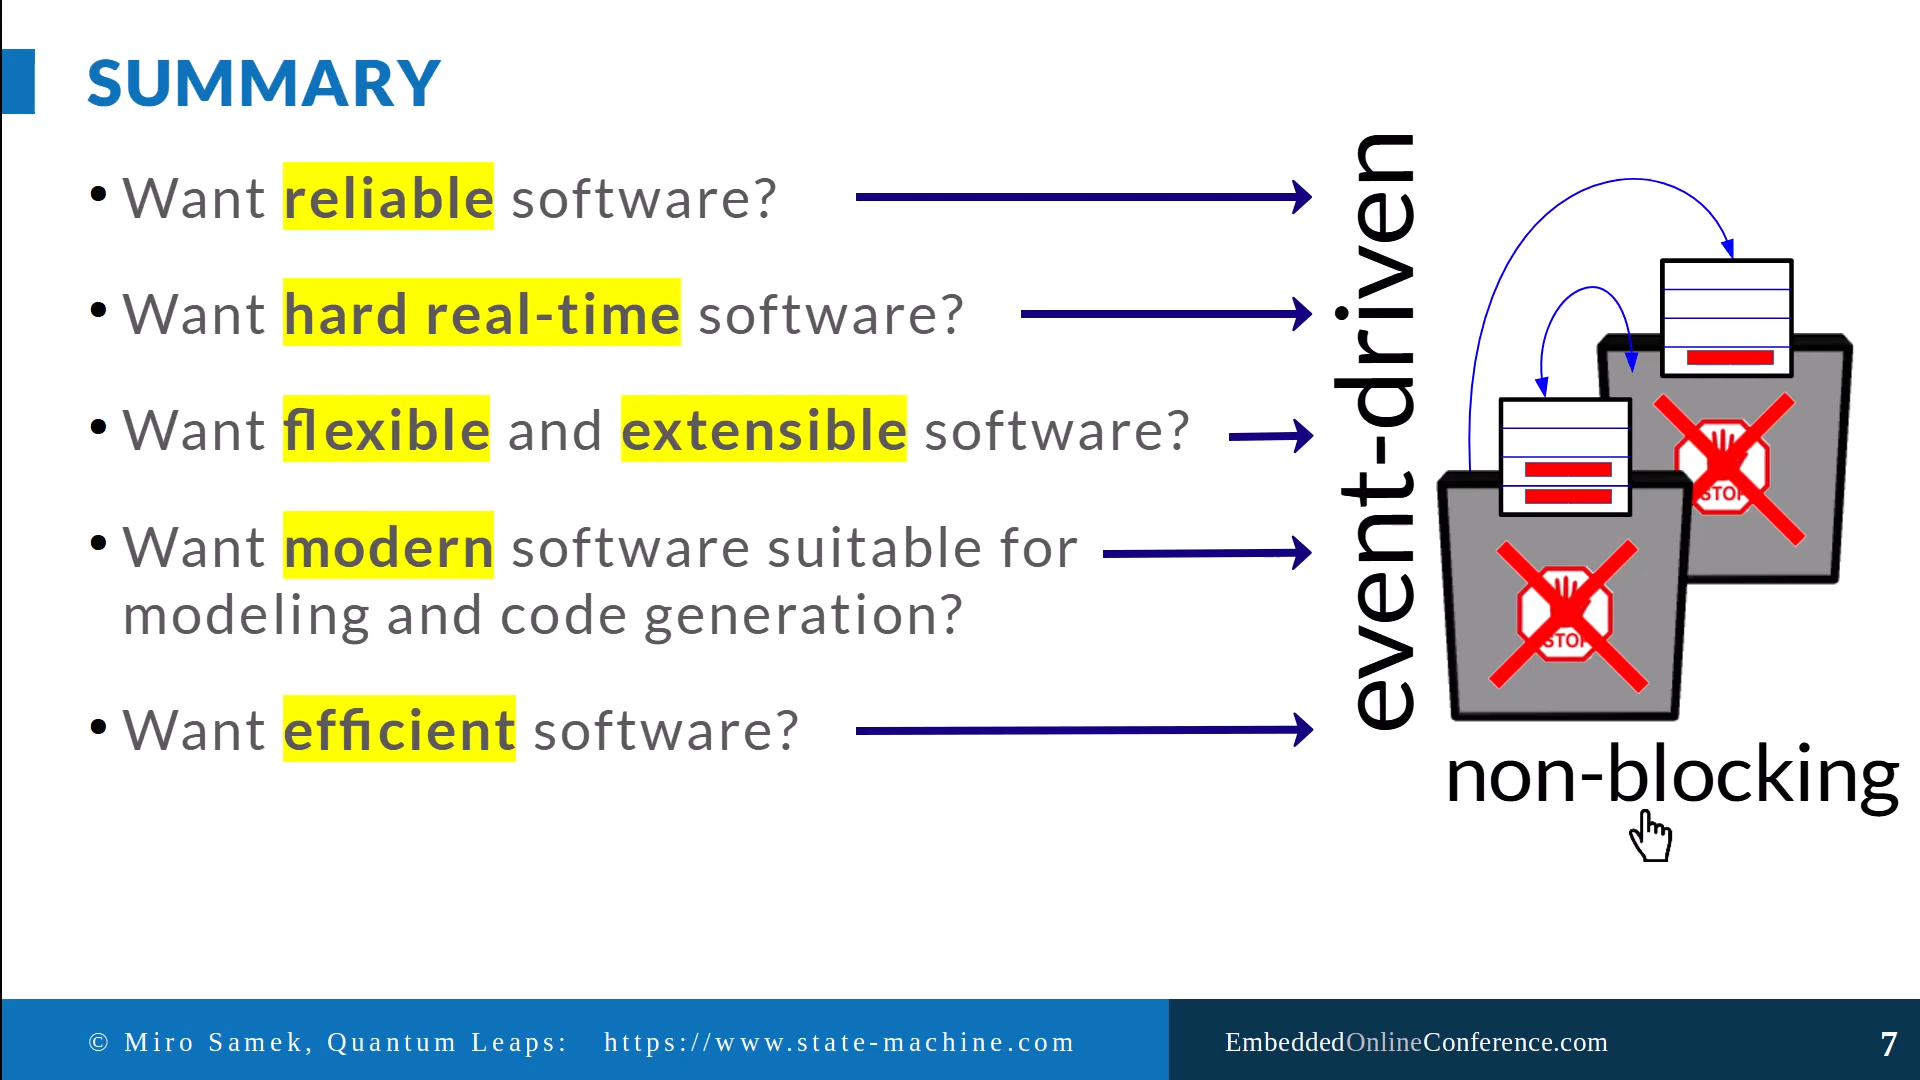 SUMMARY
• Want reliable software?
• Want hard real-time software?
• Want flexible and extensible software?
• Want modern software suitable for
modeling and code generation?
• Want efficient software?
event-driven
STOP
STOP
non-blocking
© Miro Samek, Quantum Leaps: https://www.state-machine.com
EmbeddedOnlineConference.com
7